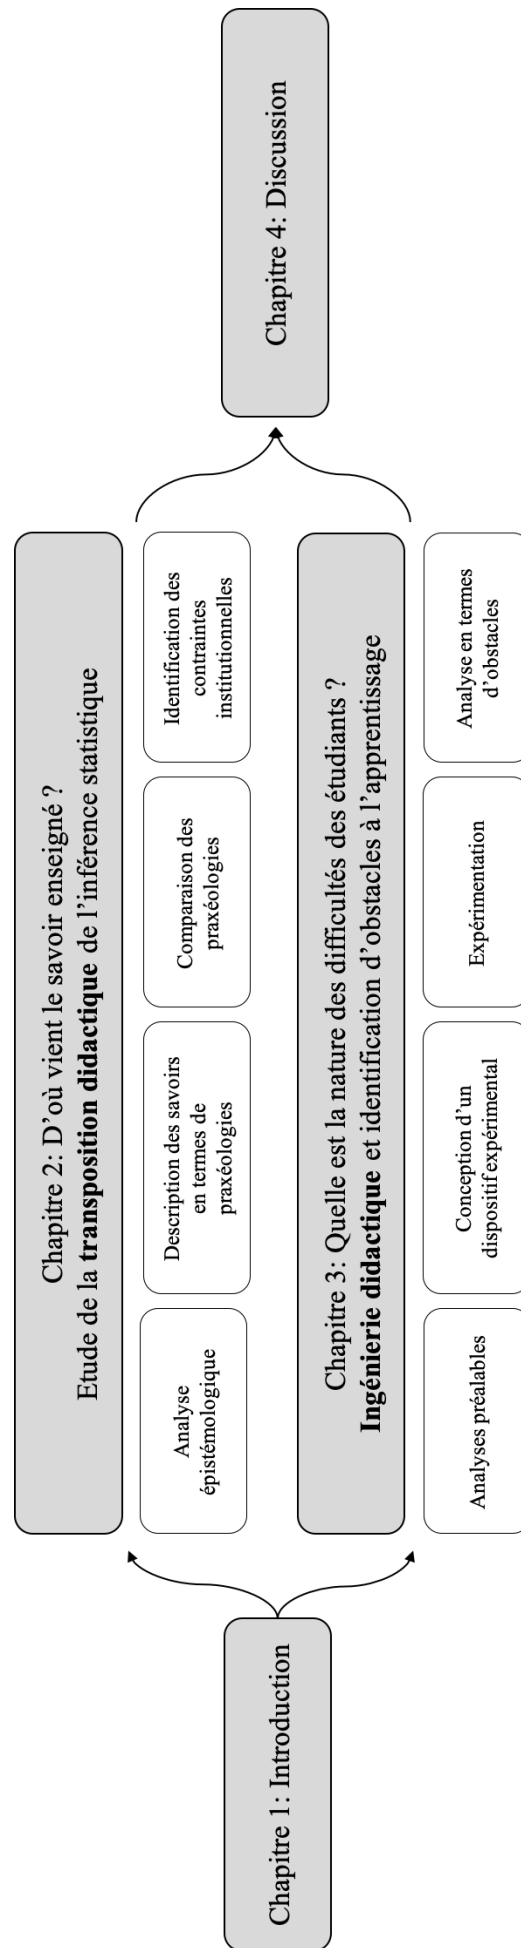 Chapitre 1: Introduction
Chapitre 2: D’où vient le savoir enseigné ?
Etude de la transposition didactique de l’inférence statistique
Analyse
épistémologique
Description des savoirs
en termes de
praxéologies
Comparaison des
praxéologies
Identification des
contraintes
institutionnelles
Chapitre 3: Quelle est la nature des difficultés des étudiants ?
Ingénierie didactique et identification d’obstacles à l’apprentissage
Analyses préalables
Conception d’un
dispositif expérimental
Expérimentation
Analyse en termes
d’obstacles
Chapitre 4: Discussion